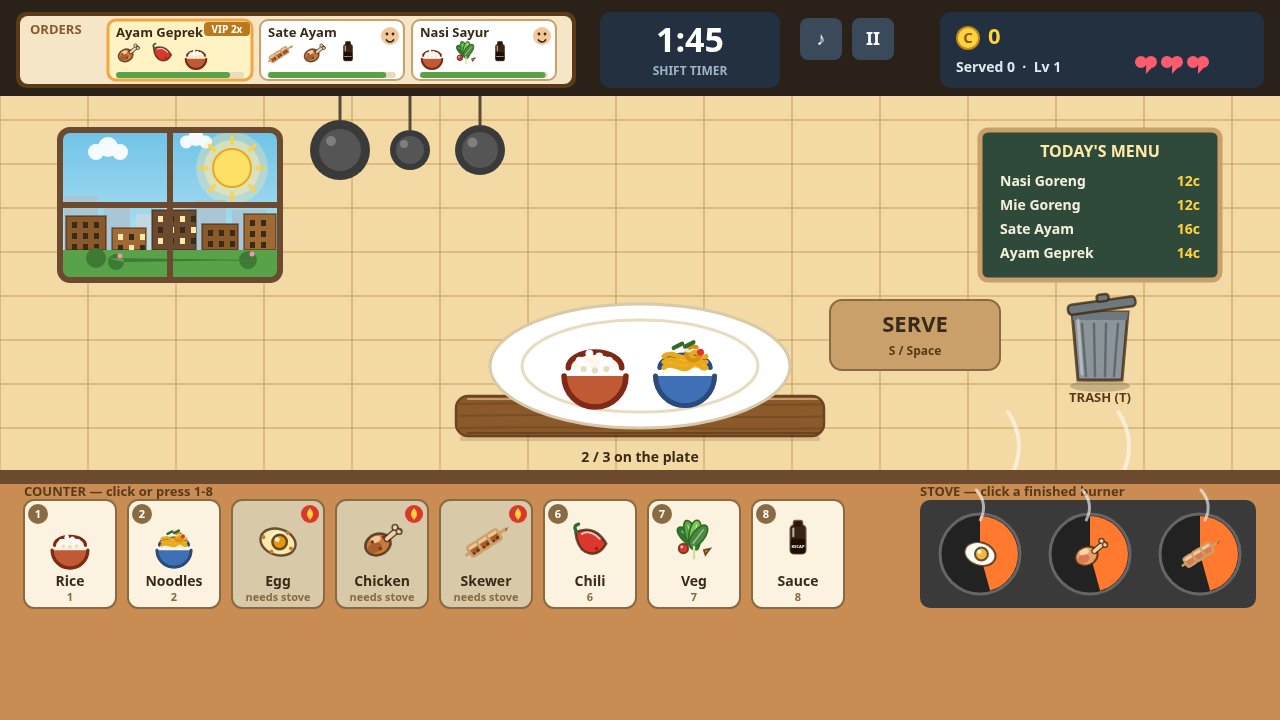 ORDERS
Ayam Geprek
VIP 2x
Sate Ayam
Nasi Sayur
1:45
SHIFT TIMER
♪
II
C 0
Served 0 · Lv 1
TODAY'S MENU
Nasi Goreng 12c
Mie Goreng 12c
Sate Ayam 16c
Ayam Geprek 14c
SERVE
S / Space
TRASH (T)
2 / 3 on the plate
COUNTER — click or press 1-8
STOVE — click a finished burner
1
Rice
1
2
Noodles
2
Egg
needs stove
Chicken
needs stove
Skewer
needs stove
6
Chili
6
7
Veg
7
8
KECAP
Sauce
8